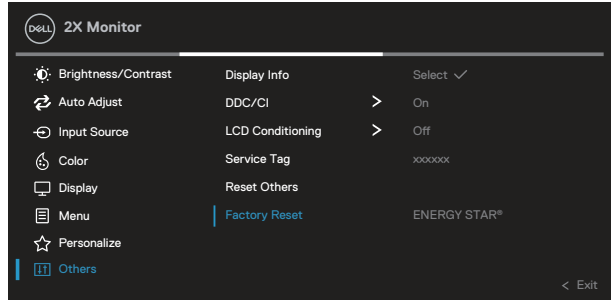 DELL 2X Monitor
Brightness/Contrast Display Info Select ✓
Auto Adjust DDC/CI > On
Input Source LCD Conditioning > Off
Color Service Tag xxxxxx
Display Reset Others
Menu Factory Reset ENERGY STAR®
Personalize
Others
< Exit